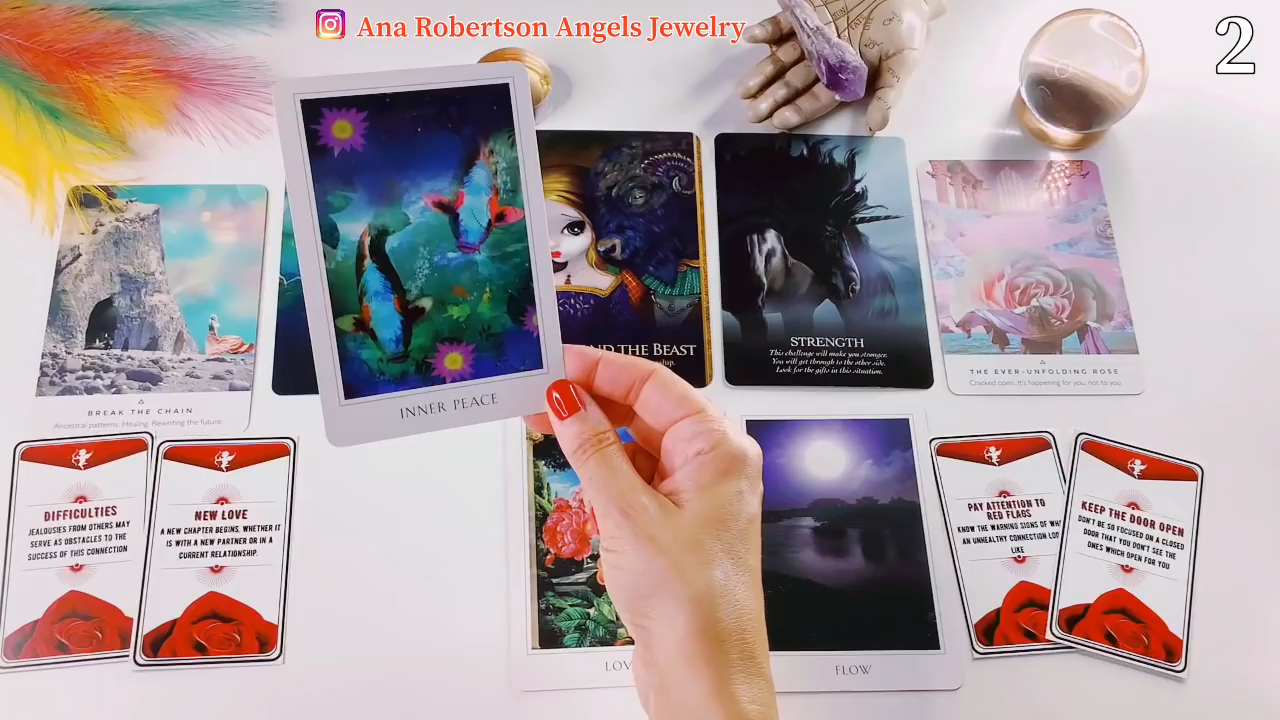 Ana Robertson Angels Jewelry
2
INNER PEACE
AND THE BEAST
STRENGTH
This challenge will make you stronger.
You will get through to the other side.
Look for the gifts in this situation.
THE EVER-UNFOLDING ROSE
Cracked open. It's happening for you, not to you.
BREAK THE CHAIN
Ancestral patterns. Healing. Rewriting the future.
DIFFICULTIES
JEALOUSIES FROM OTHERS MAY
SERVE AS OBSTACLES TO THE
SUCCESS OF THIS CONNECTION
NEW LOVE
A NEW CHAPTER BEGINS, WHETHER IT
IS WITH A NEW PARTNER OR IN A
CURRENT RELATIONSHIP.
LOV
FLOW
PAY ATTENTION TO
RED FLAGS
KNOW THE WARNING SIGNS OF WH
AN UNHEALTHY CONNECTION LOO
LIKE
KEEP THE DOOR OPEN
DON'T BE SO FOCUSED ON A CLOSED
DOOR THAT YOU DON'T SEE THE
ONES WHICH OPEN FOR YOU